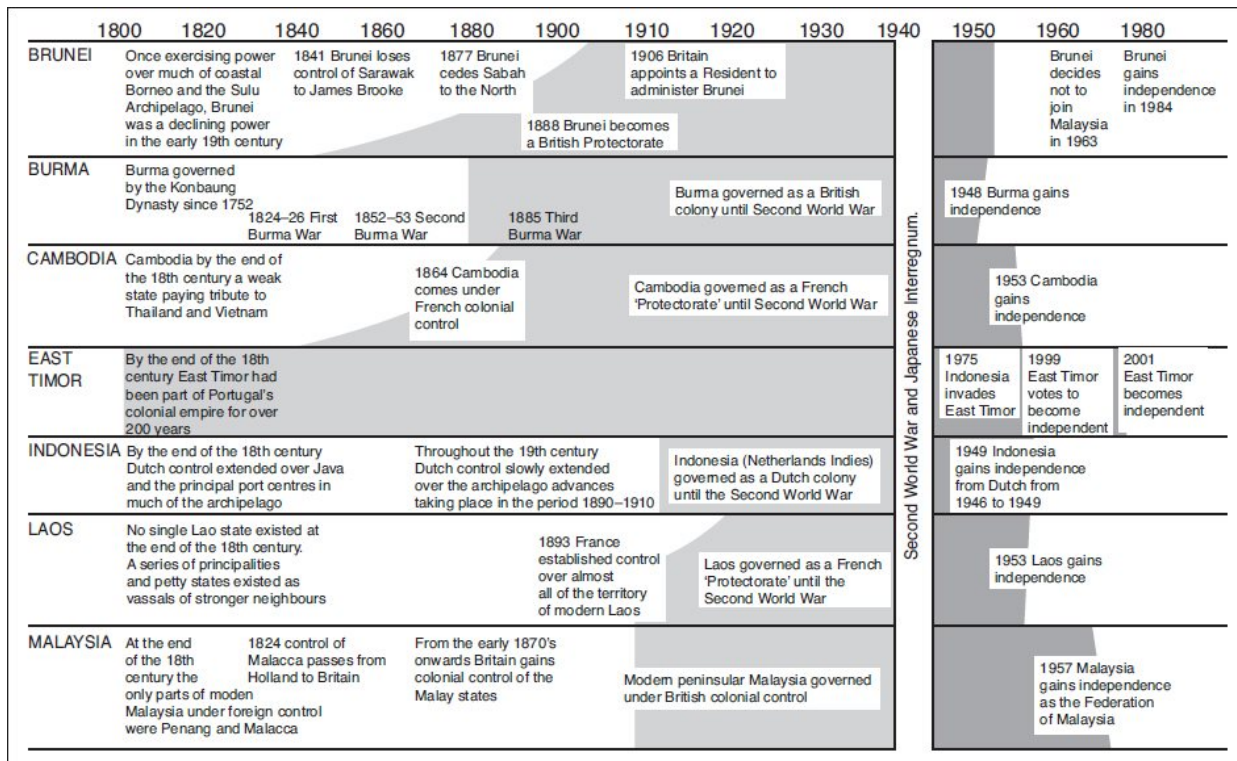 1800 1820 1840 1860 1880 1900 1910 1920 1930 1940 1950 1960 1980
BRUNEI
Once exercising power
over much of coastal
Borneo and the Sulu
Archipelago, Brunei
was a declining power
in the early 19th century
1841 Brunei loses
control of Sarawak
to James Brooke
1877 Brunei
cedes Sabah
to the North
1888 Brunei becomes
a British Protectorate
1906 Britain
appoints a Resident to
administer Brunei
Brunei
decides
not to
join
Malaysia
in 1963
Brunei
gains
independence
in 1984
BURMA
Burma governed
by the Konbaung
Dynasty since 1752
1824–26 First
Burma War
1852–53 Second
Burma War
1885 Third
Burma War
Burma governed as a British
colony until Second World War
1948 Burma gains
independence
CAMBODIA
Cambodia by the end of
the 18th century a weak
state paying tribute to
Thailand and Vietnam
1864 Cambodia
comes under
French colonial
control
Cambodia governed as a French
‘Protectorate’ until Second World War
1953 Cambodia
gains
independence
EAST
TIMOR
By the end of the 18th
century East Timor had
been part of Portugal’s
colonial empire for over
200 years
1975
Indonesia
invades
East Timor
1999
East Timor
votes to
become
independent
2001
East Timor
becomes
independent
INDONESIA
By the end of the 18th century
Dutch control extended over Java
and the principal port centres in
much of the archipelago
Throughout the 19th century
Dutch control slowly extended
over the archipelago advances
taking place in the period 1890–1910
Indonesia (Netherlands Indies)
governed as a Dutch colony
until the Second World War
1949 Indonesia
gains independence
from Dutch from
1946 to 1949
LAOS
No single Lao state existed at
the end of the 18th century.
A series of principalities
and petty states existed as
vassals of stronger neighbours
1893 France
established control
over almost
all of the territory
of modern Laos
Laos governed as a French
‘Protectorate’ until the
Second World War
1953 Laos gains
independence
MALAYSIA
At the end
of the 18th
century the
only parts of moden
Malaysia under foreign control
were Penang and Malacca
1824 control of
Malacca passes from
Holland to Britain
From the early 1870’s
onwards Britain gains
colonial control of the
Malay states
Modern peninsular Malaysia governed
under British colonial control
1957 Malaysia
gains independence
as the Federation
of Malaysia
Second World War and Japanese Interregnum.